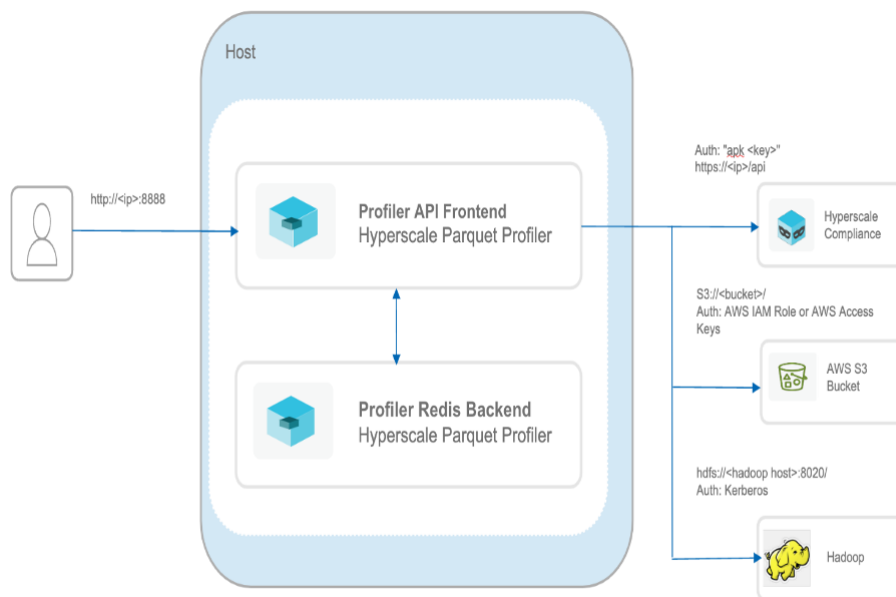 Host
http://<ip>:8888
Profiler API Frontend
Hyperscale Parquet Profiler
Profiler Redis Backend
Hyperscale Parquet Profiler
Auth: "apk <key>"
https://<ip>/api
Hyperscale
Compliance
S3://<bucket>/
Auth: AWS IAM Role or AWS Access
Keys
AWS S3
Bucket
hdfs://<hadoop host>:8020/
Auth: Kerberos
Hadoop